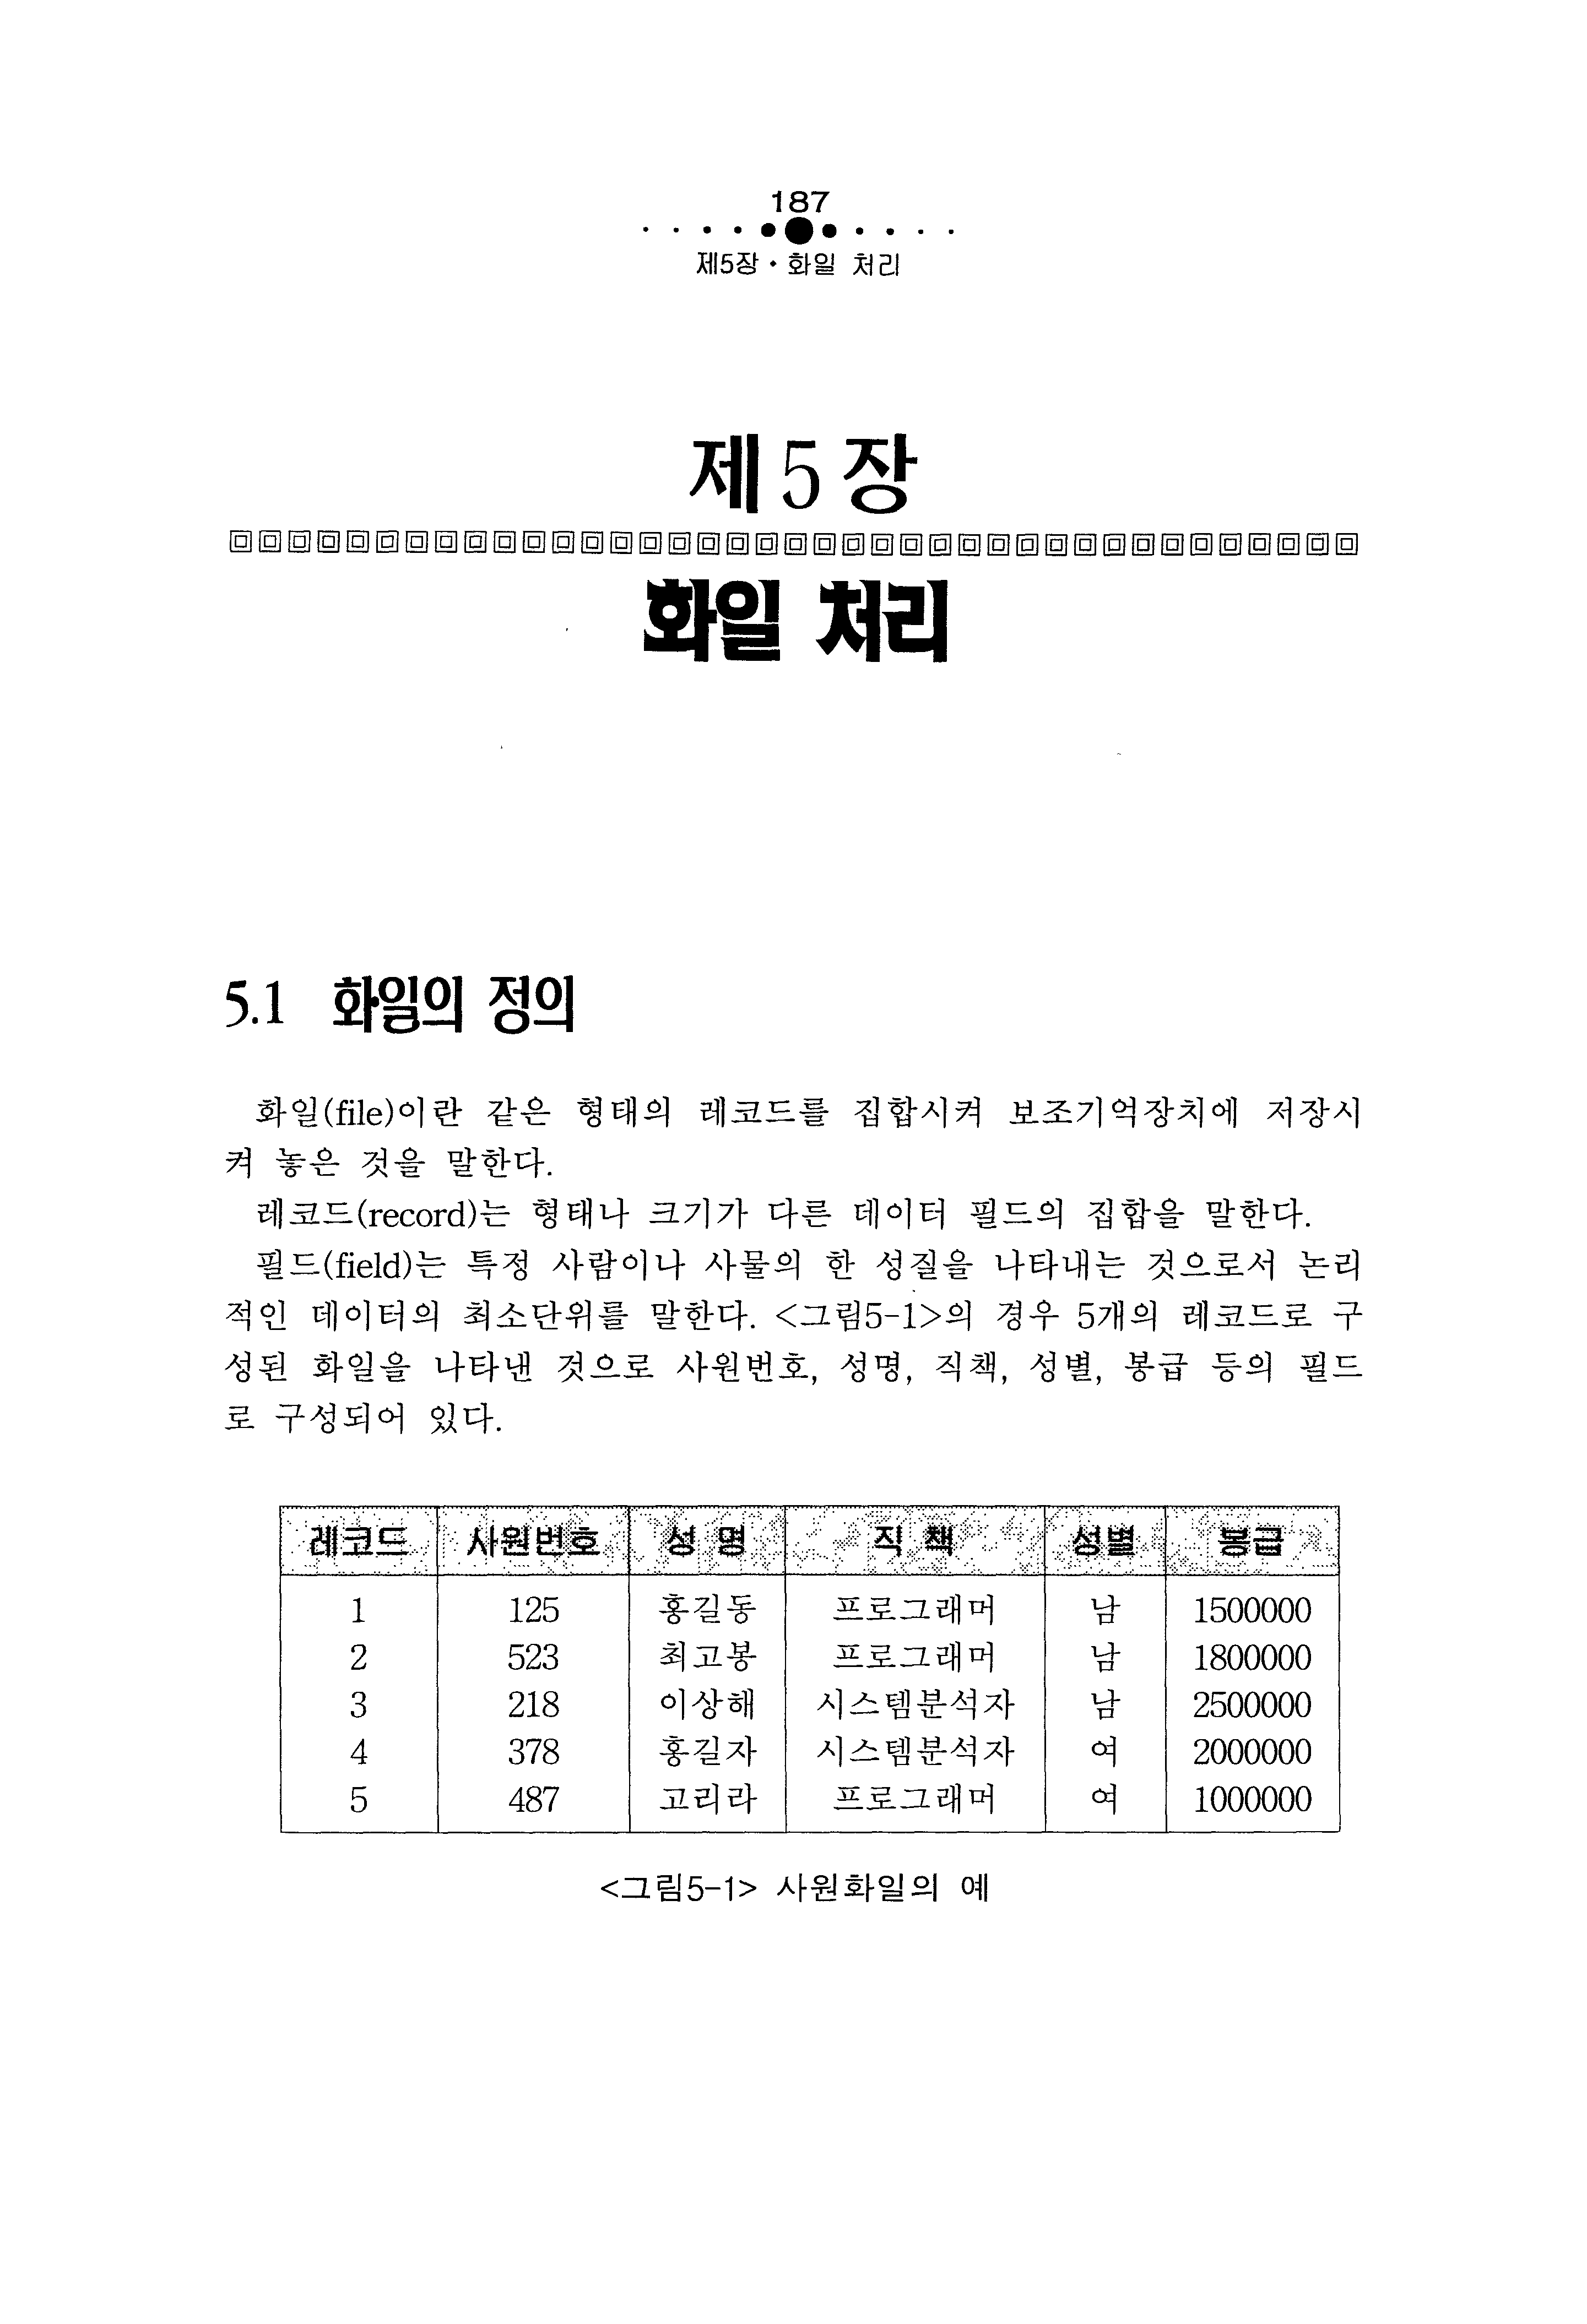 187
제5장 • 화일 처리
제5장
화일 처리
5.1 화일의 정의
화일(file)이란 같은 형태의 레코드를 집합시켜 보조기억장치에 저장시
켜 놓은 것을 말한다.
레코드(record)는 형태나 크기가 다른 데이터 필드의 집합을 말한다.
필드(field)는 특정 사람이나 사물의 한 성질을 나타내는 것으로서 논리
적인 데이터의 최소단위를 말한다. <그림5-1>의 경우 5개의 레코드로 구
성된 화일을 나타낸 것으로 사원번호, 성명, 직책, 성별, 봉급 등의 필드
로 구성되어 있다.
레코드 사원번호 성 명 직 책 성별 봉급
1 125 홍길동 프로그래머 남 1500000
2 523 최고봉 프로그래머 남 1800000
3 218 이상해 시스템분석자 남 2500000
4 378 홍길자 시스템분석자 여 2000000
5 487 고리라 프로그래머 여 1000000
<그림5-1> 사원화일의 예